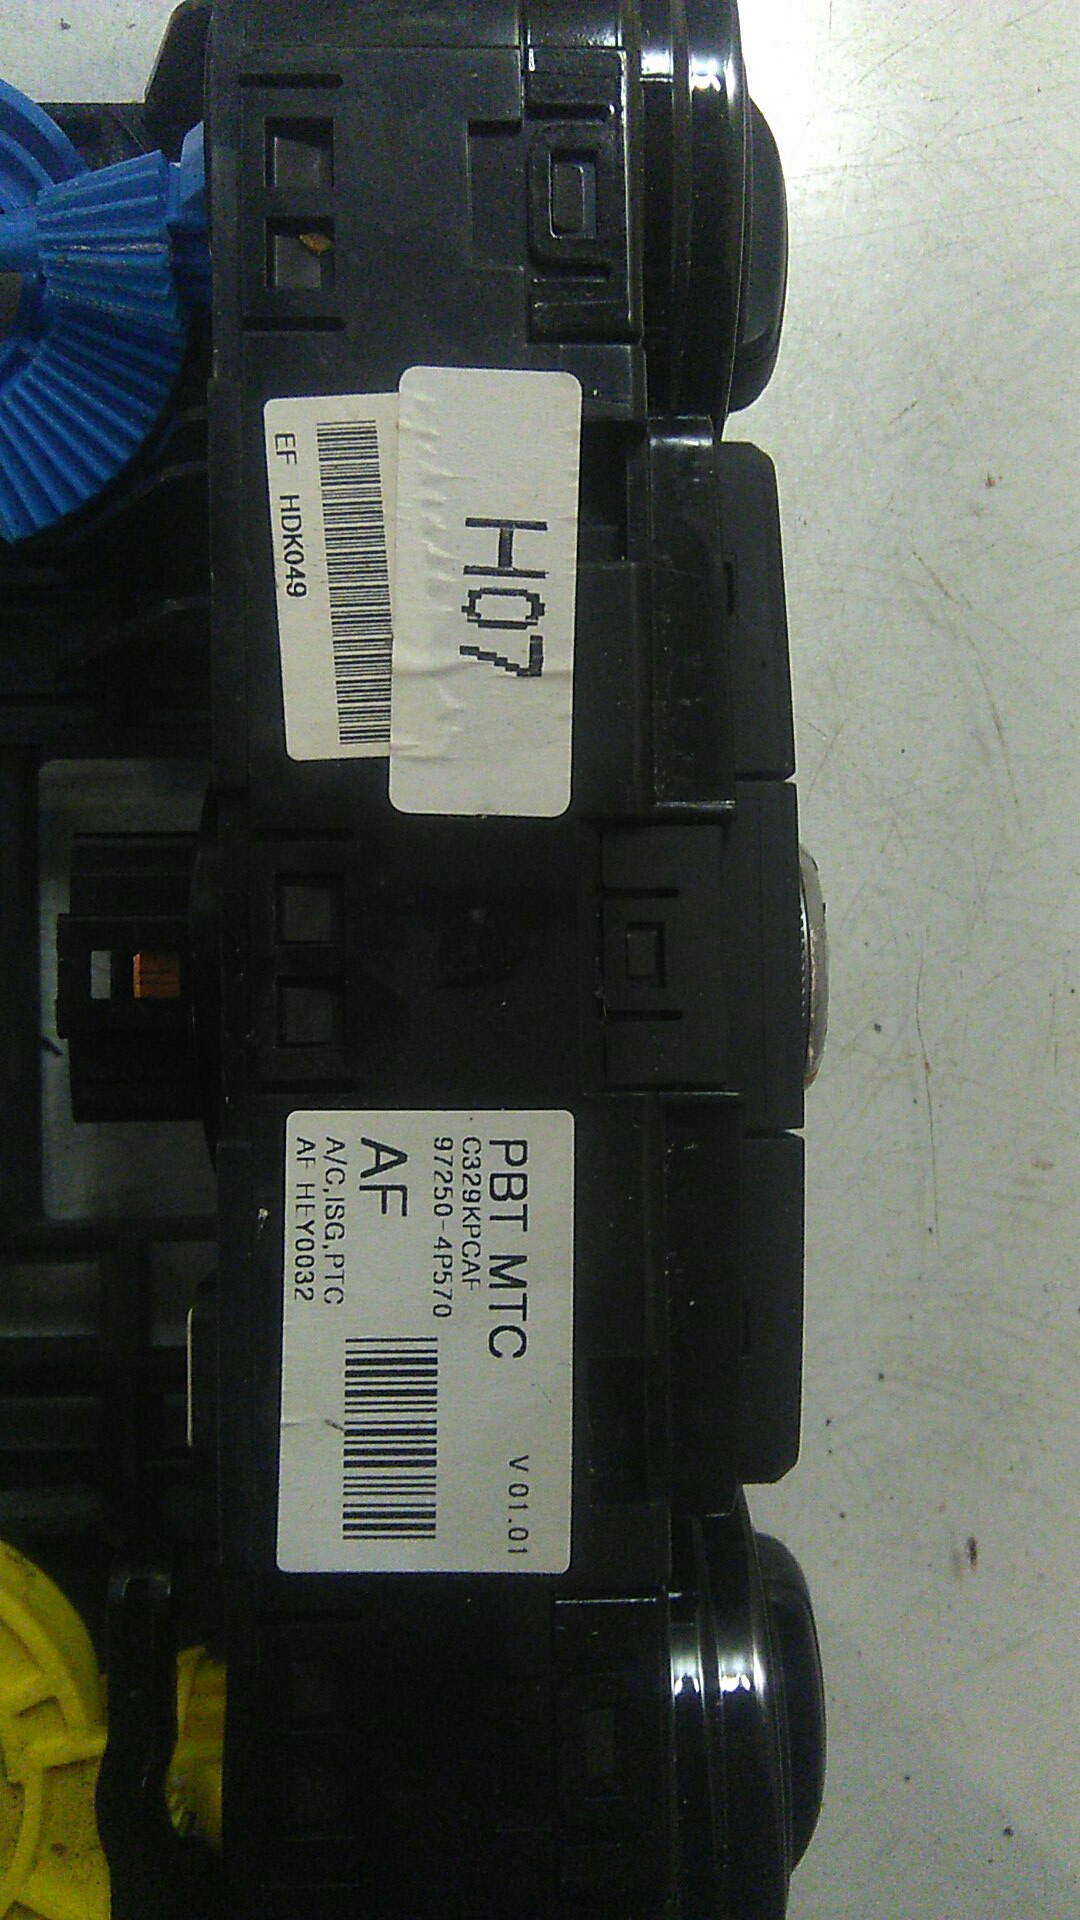 EF HDK049
H07
PBT MTC
V 01.01
C329KPCAF
97250-4P570
AF
A/C,ISG,PTC
AF HEY0032